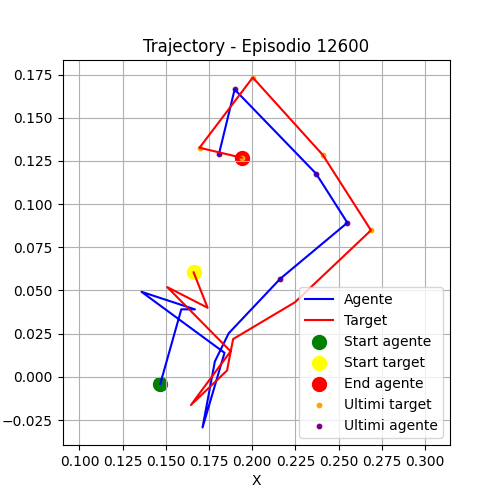 Trajectory - Episodio 12600
0.175
0.150
0.125
0.100
0.075
0.050
0.025
0.000
−0.025
Agente
Target
Start agente
Start target
End agente
Ultimi target
Ultimi agente
0.100 0.125 0.150 0.175 0.200 0.225 0.250 0.275 0.300
X